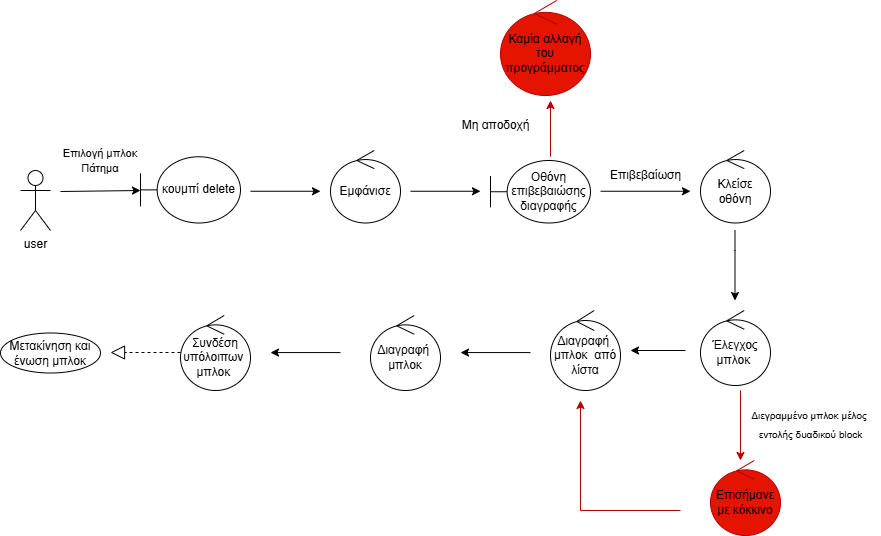 Καμία αλλαγή
του
προγράμματος
Μη αποδοχή
Επιλογή μπλοκ
Πάτημα
user
κουμπί delete
Εμφάνισε
Οθόνη
επιβεβαιώσης
διαγραφής
Επιβεβαίωση
Κλείσε
οθόνη
Μετακίνηση και
ένωση μπλοκ
Συνδέση
υπόλοιπων
μπλοκ
Διαγραφή
μπλοκ
Διαγραφή
μπλοκ από
λίστα
Έλεγχος
μπλοκ
Διεγραμμένο μπλοκ μέλος
εντολής δυαδικού block
Επισήμανε
με κόκκινο